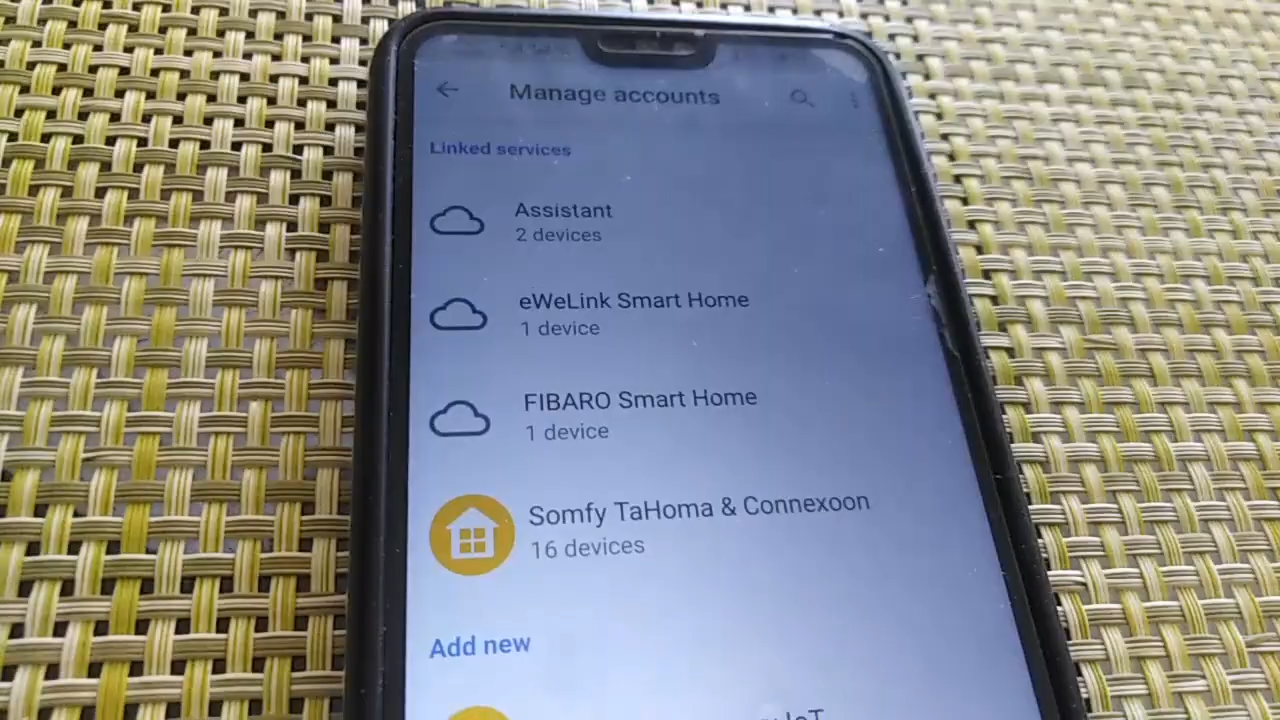 Manage accounts
Linked services
Assistant
2 devices
eWeLink Smart Home
1 device
FIBARO Smart Home
1 device
Somfy TaHoma & Connexoon
16 devices
Add new